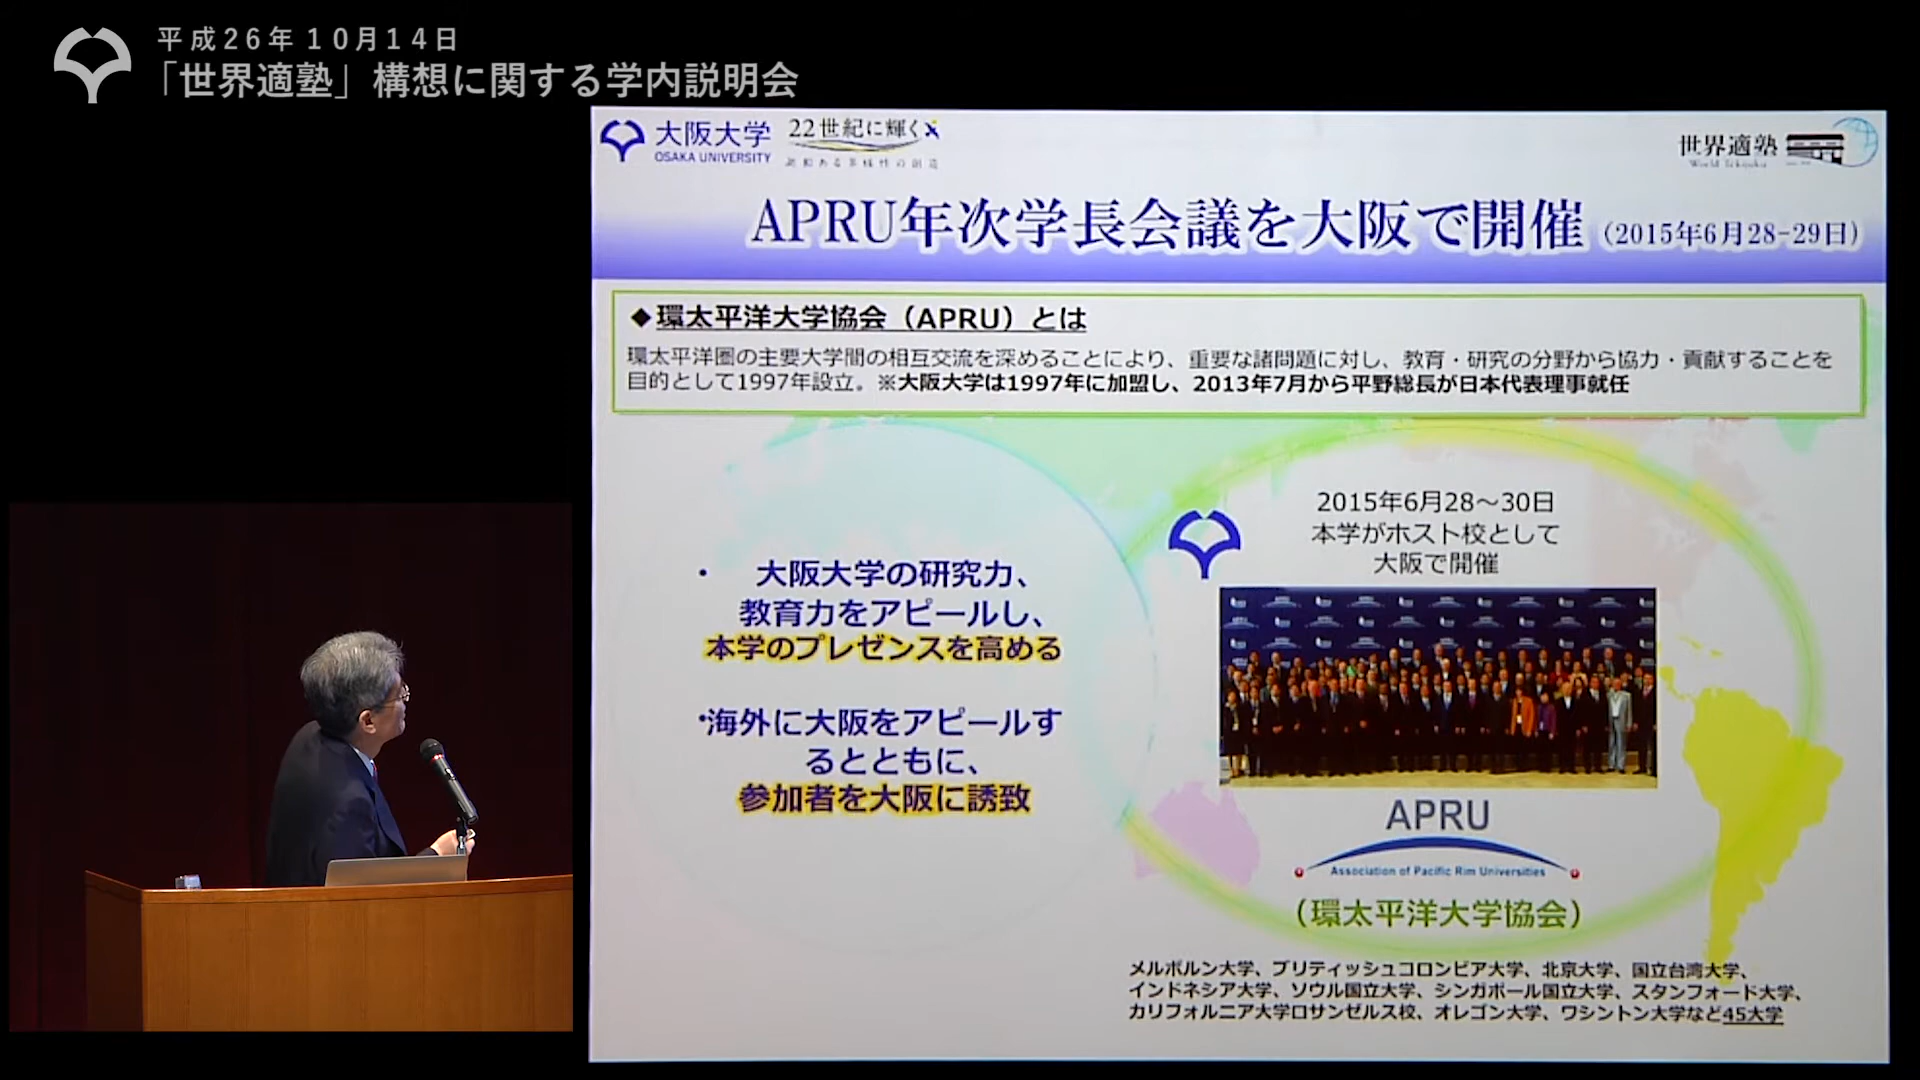 平成26年10月14日
「世界適塾」構想に関する学内説明会
大阪大学
OSAKA UNIVERSITY
22世紀に輝く
世界適塾
World Tekijuku
APRU年次学長会議を大阪で開催（2015年6月28-29日）
◆環太平洋大学協会（APRU）とは
環太平洋圏の主要大学間の相互交流を深めることにより、重要な諸問題に対し、教育・研究の分野から協力・貢献することを
目的として1997年設立。※大阪大学は1997年に加盟し、2013年7月から平野総長が日本代表理事就任
・ 大阪大学の研究力、
教育力をアピールし、
本学のプレゼンスを高める
・海外に大阪をアピールす
るとともに、
参加者を大阪に誘致
2015年6月28～30日
本学がホスト校として
大阪で開催
APRU
Association of Pacific Rim Universities
（環太平洋大学協会）
メルボルン大学、ブリティッシュコロンビア大学、北京大学、国立台湾大学、
インドネシア大学、ソウル国立大学、シンガポール国立大学、スタンフォード大学、
カリフォルニア大学ロサンゼルス校、オレゴン大学、ワシントン大学など45大学